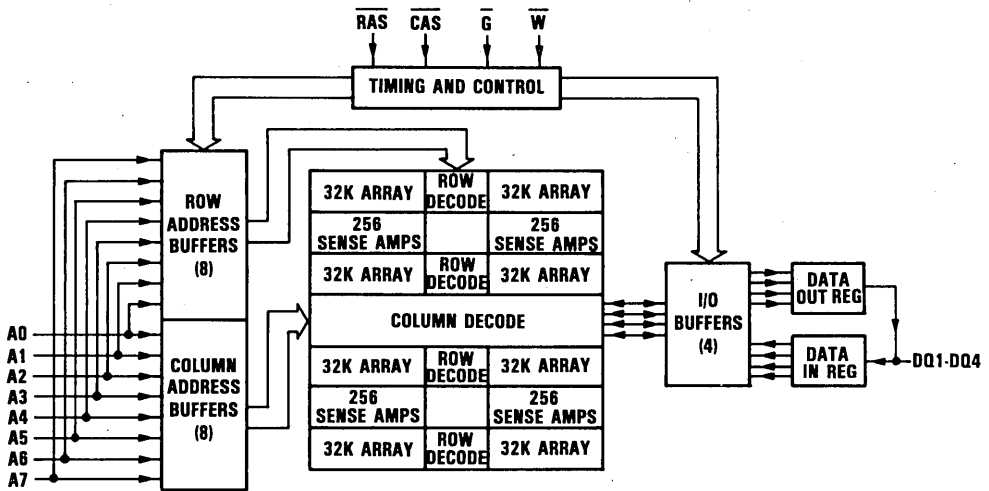 R̅A̅S̅ C̅A̅S̅ G̅ W̅
TIMING AND CONTROL
ROW
ADDRESS
BUFFERS
(8)
32K ARRAY
ROW
DECODE
32K ARRAY
256
SENSE AMPS
256
SENSE AMPS
32K ARRAY
ROW
DECODE
32K ARRAY
COLUMN DECODE
32K ARRAY
ROW
DECODE
32K ARRAY
256
SENSE AMPS
256
SENSE AMPS
32K ARRAY
ROW
DECODE
32K ARRAY
I/O
BUFFERS
(4)
DATA
OUT REG
DATA
IN REG
DQ1-DQ4
COLUMN
ADDRESS
BUFFERS
(8)
A0
A1
A2
A3
A4
A5
A6
A7